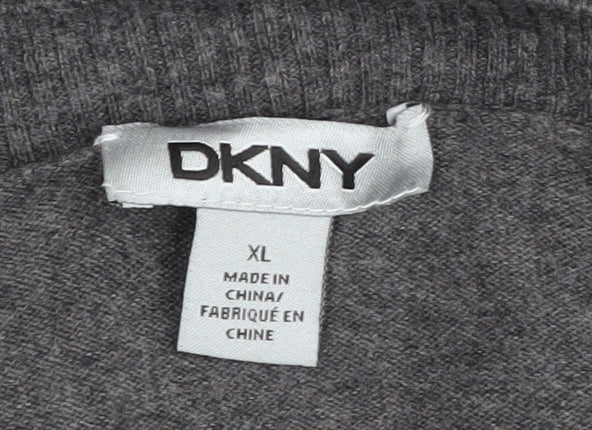 DKNY
XL
MADE IN
CHINA/
FABRIQUÉ EN
CHINE